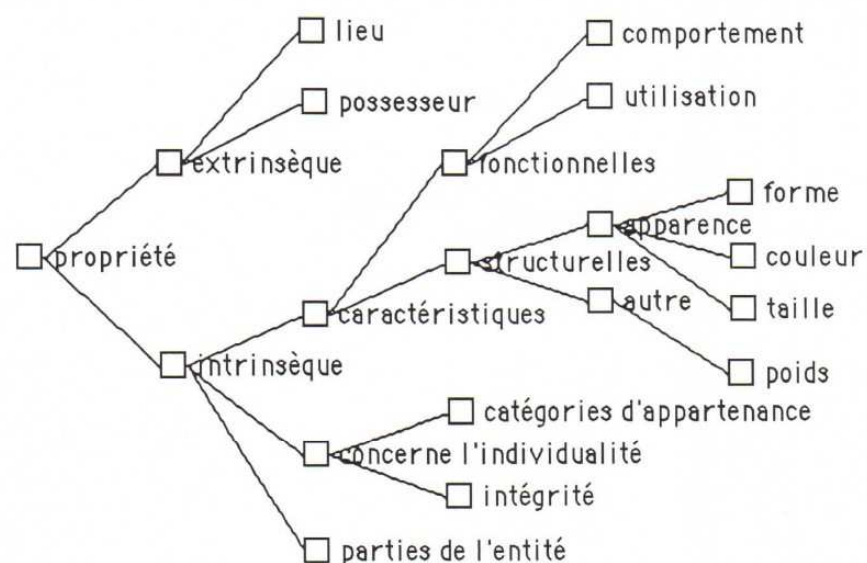 lieu
comportement
possesseur
utilisation
extrinsèque
fonctionnelles
forme
apparence
propriété
structurelles
couleur
autre
taille
caractéristiques
intrinsèque
poids
catégories d'appartenance
concerne l'individualité
intégrité
parties de l'entité